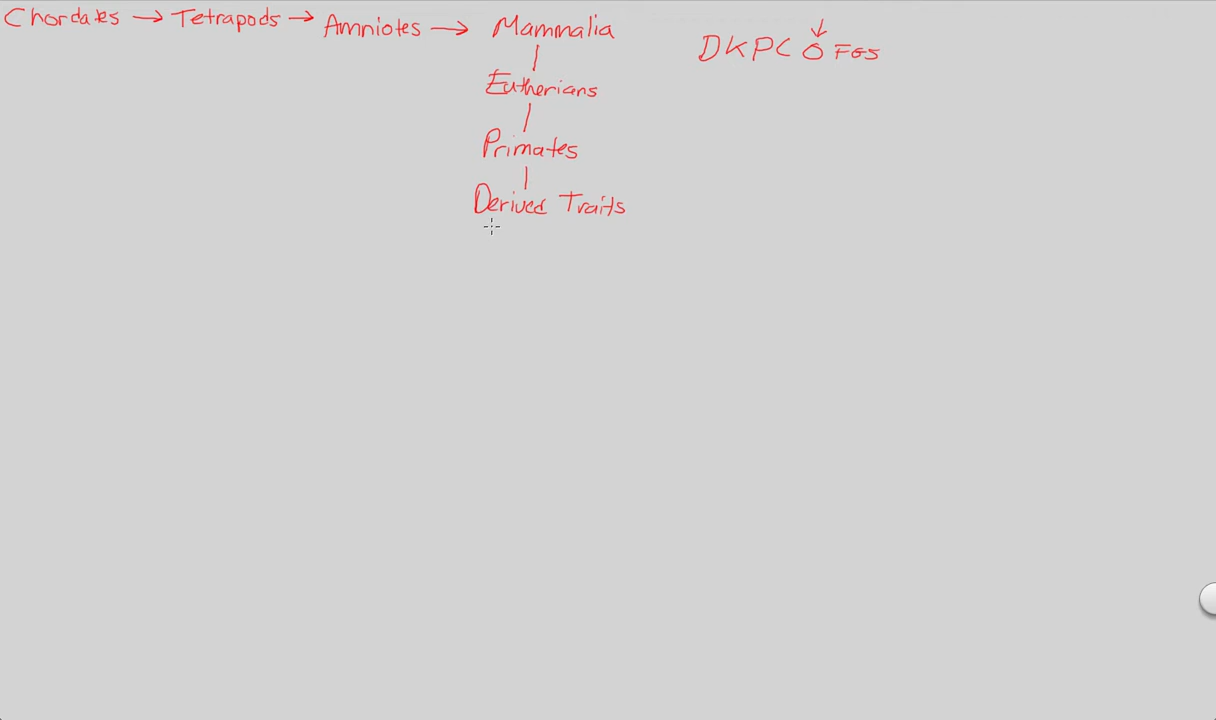 Chordates → Tetrapods → Amniotes → Mammalia
DKPCOFGS
Eutherians
Primates
Derived Traits